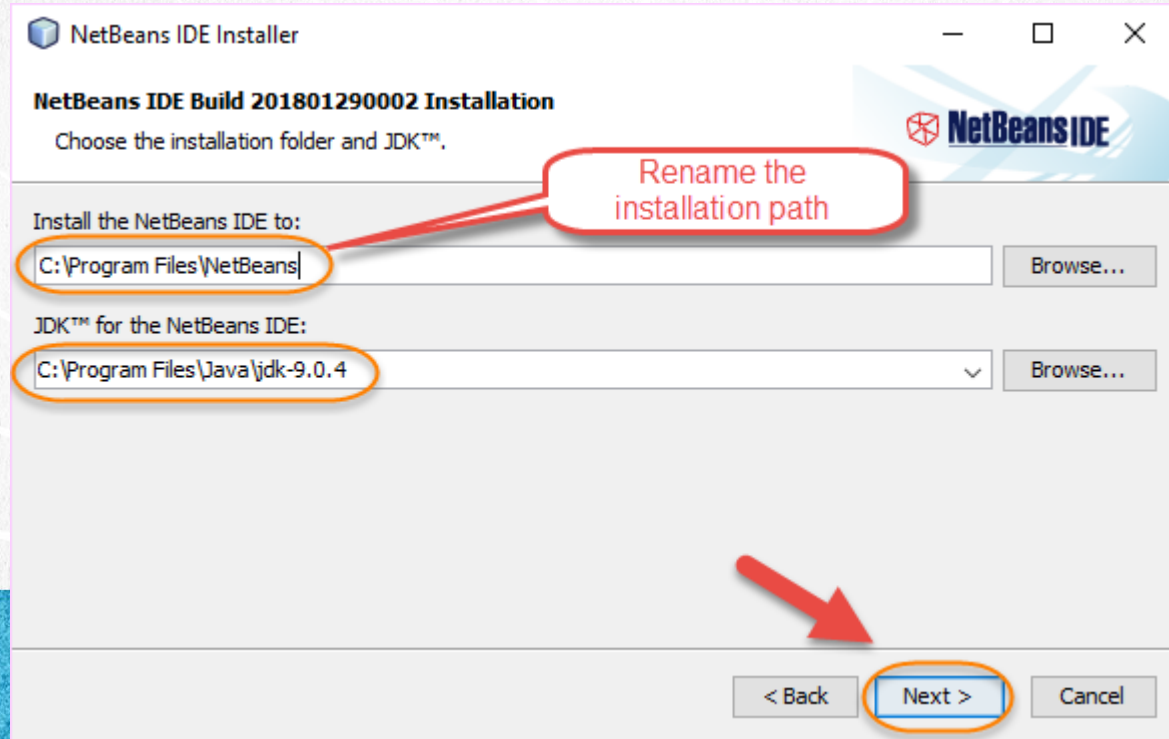 NetBeans IDE Installer
NetBeans IDE Build 201801290002 Installation
Choose the installation folder and JDK™.
NetBeans IDE
Rename the
installation path
Install the NetBeans IDE to:
C:\Program Files\NetBeans
Browse...
JDK™ for the NetBeans IDE:
C:\Program Files\Java\jdk-9.0.4
Browse...
< Back
Next >
Cancel